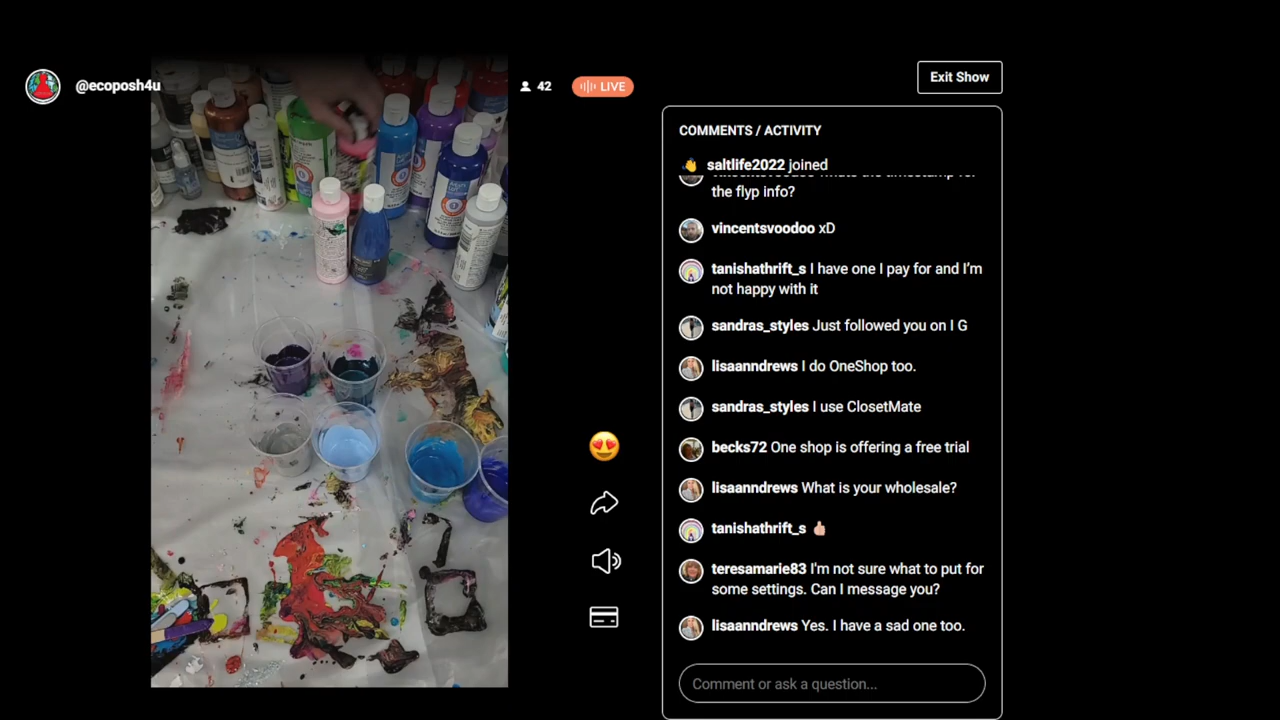 @ecoposh4u
42
LIVE
Exit Show
COMMENTS / ACTIVITY
saltlife2022 joined
the flyp info?
vincentsvoodoo xD
tanishathrift_s I have one I pay for and I'm
not happy with it
sandras_styles Just followed you on I G
lisaanndrews I do OneShop too.
sandras_styles I use ClosetMate
becks72 One shop is offering a free trial
lisaanndrews What is your wholesale?
tanishathrift_s 👍🏼
teresamarie83 I'm not sure what to put for
some settings. Can I message you?
lisaanndrews Yes. I have a sad one too.
Comment or ask a question...